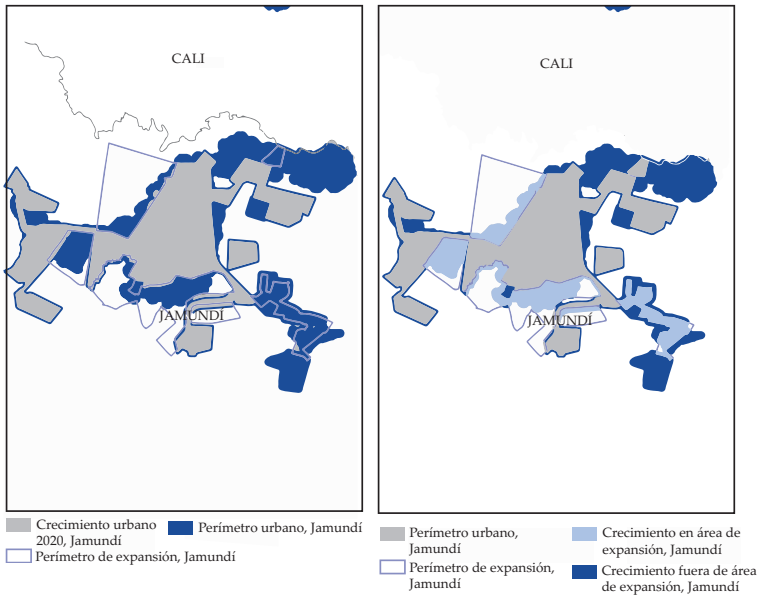 CALI
JAMUNDÍ
Crecimiento urbano
2020, Jamundí
Perímetro urbano, Jamundí
Perímetro de expansión, Jamundí
CALI
JAMUNDÍ
Perímetro urbano,
Jamundí
Perímetro de expansión,
Jamundí
Crecimiento en área de
expansión, Jamundí
Crecimiento fuera de área
de expansión, Jamundí